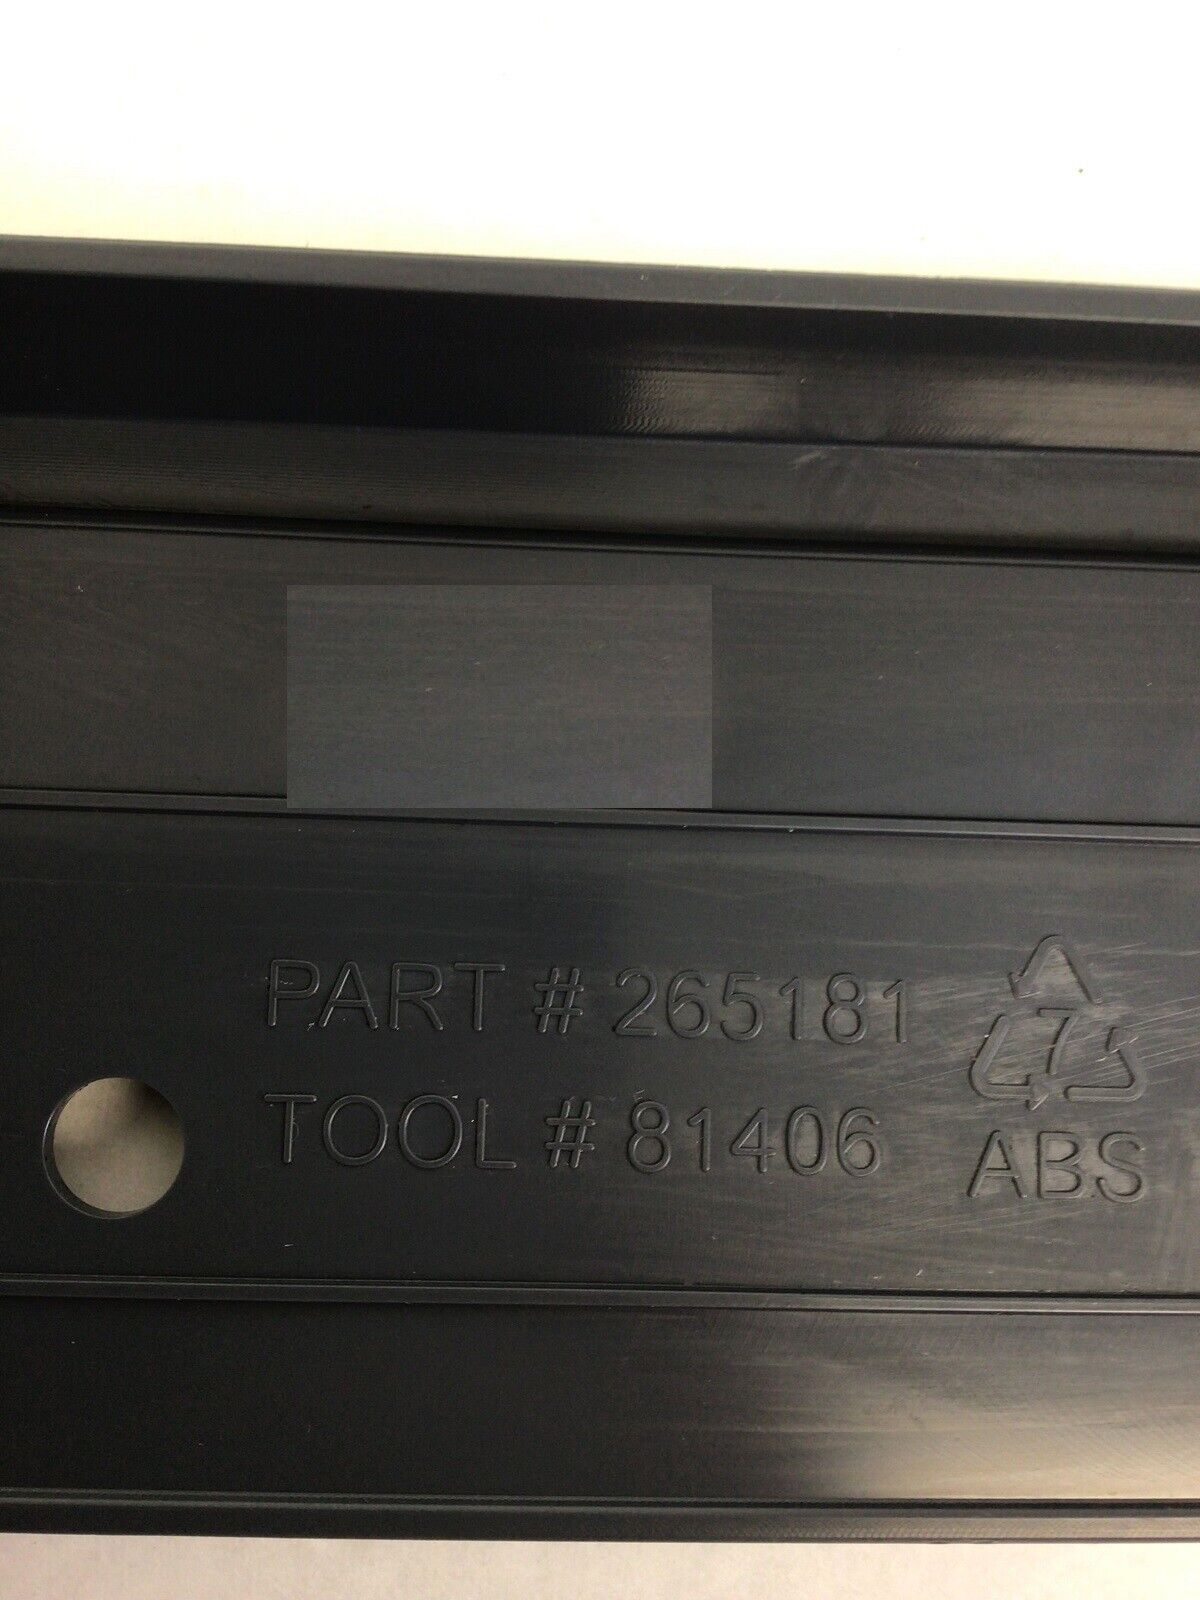 PART # 265181
TOOL # 81406
7
ABS